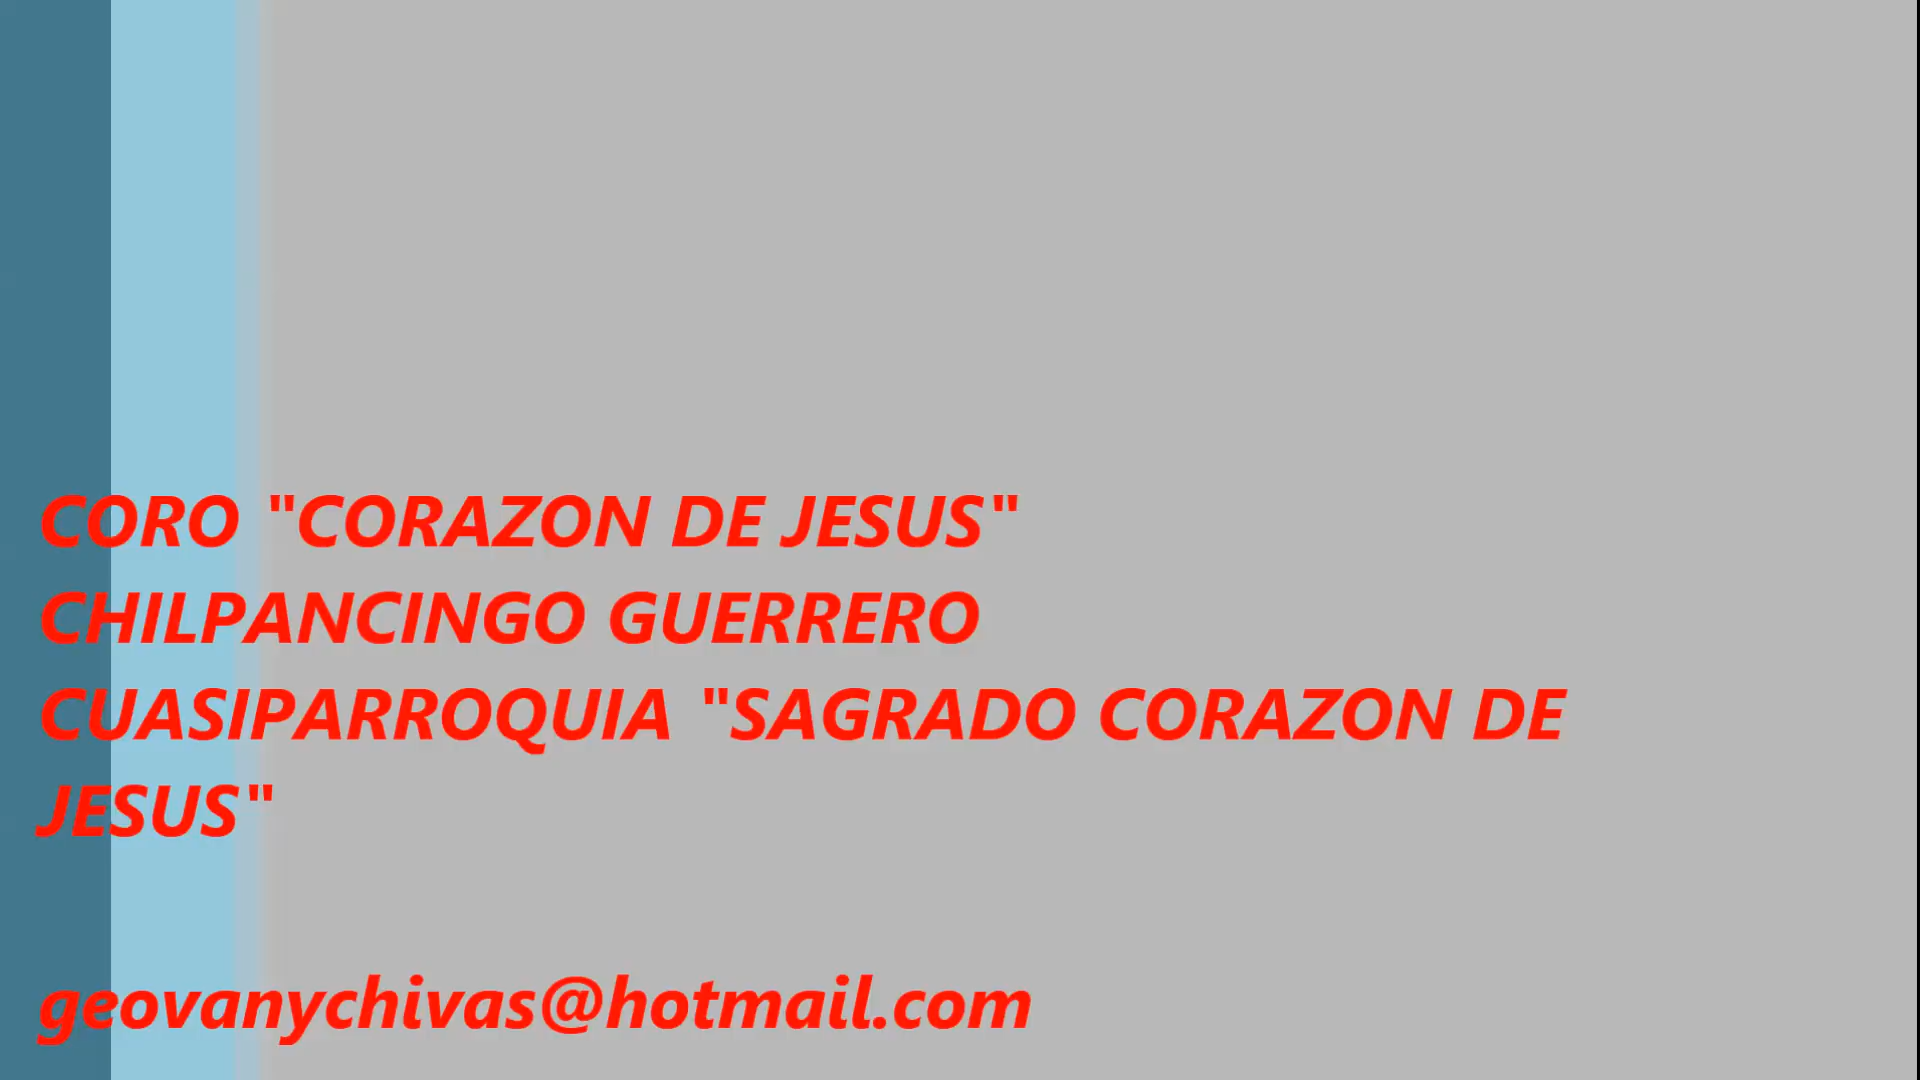 CORO "CORAZON DE JESUS"
CHILPANCINGO GUERRERO
CUASIPARROQUIA "SAGRADO CORAZON DE
JESUS"
geovanychivas@hotmail.com